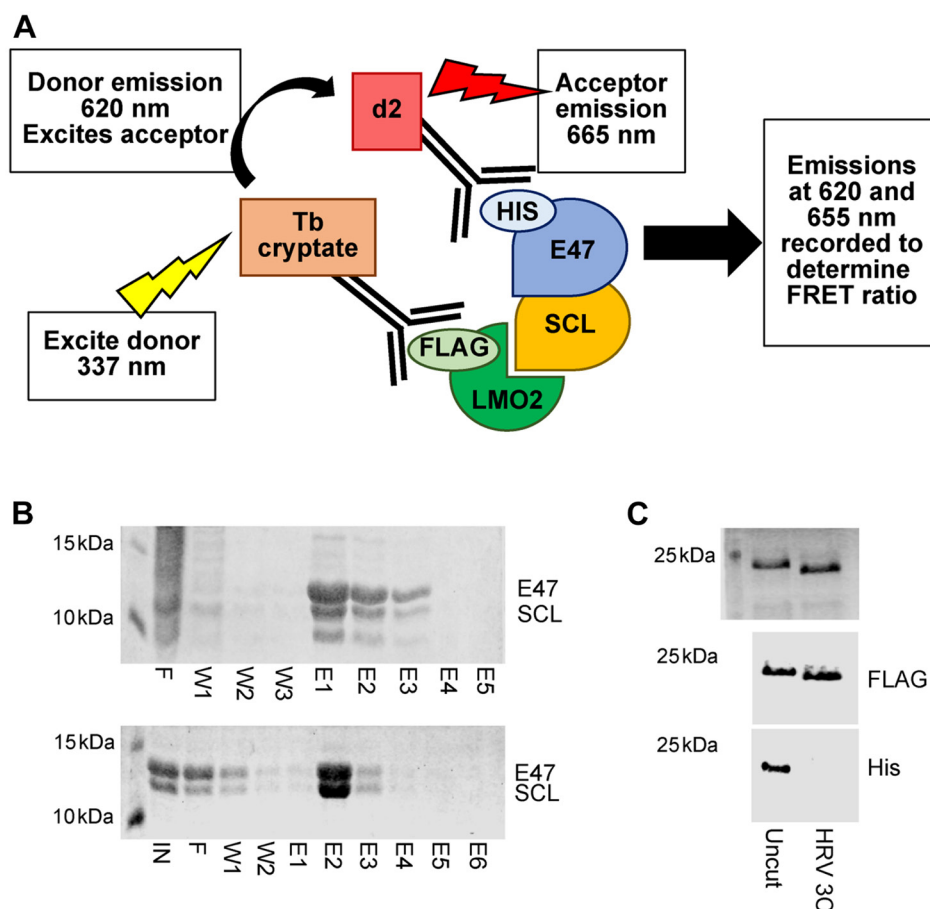 A
Donor emission
620 nm
Excites acceptor
d2
Acceptor
emission
665 nm
Emissions
at 620 and
655 nm
recorded to
determine
FRET ratio
HIS
E47
Tb
cryptate
SCL
FLAG
LMO2
Excite donor
337 nm
B
15kDa
10kDa
E47
SCL
F W1 W2 W3 E1 E2 E3 E4 E5
15kDa
10kDa
E47
SCL
IN F W1 W2 E1 E2 E3 E4 E5 E6
C
25kDa
25kDa
FLAG
25kDa
His
Uncut HRV 3C